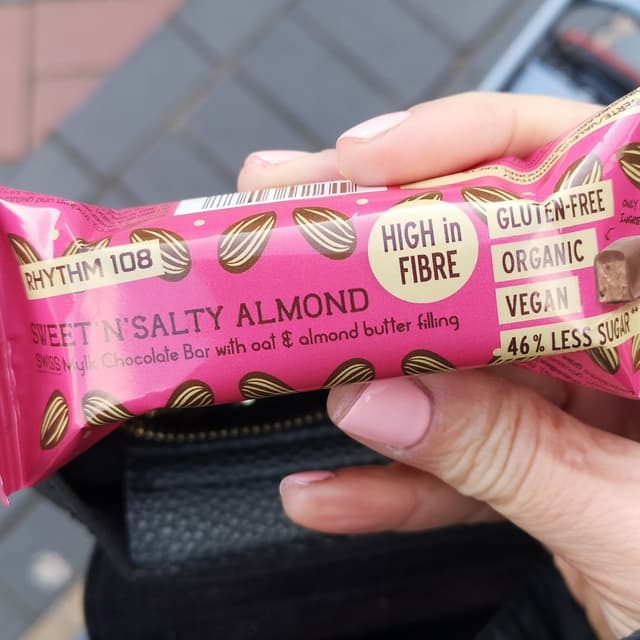 RHYTHM 108
SWEET'N'SALTY ALMOND
SWISS Mylk Chocolate Bar with oat & almond butter filling
HIGH in
FIBRE
GLUTEN-FREE
ORGANIC
VEGAN
46% LESS SUGAR**
ONLY